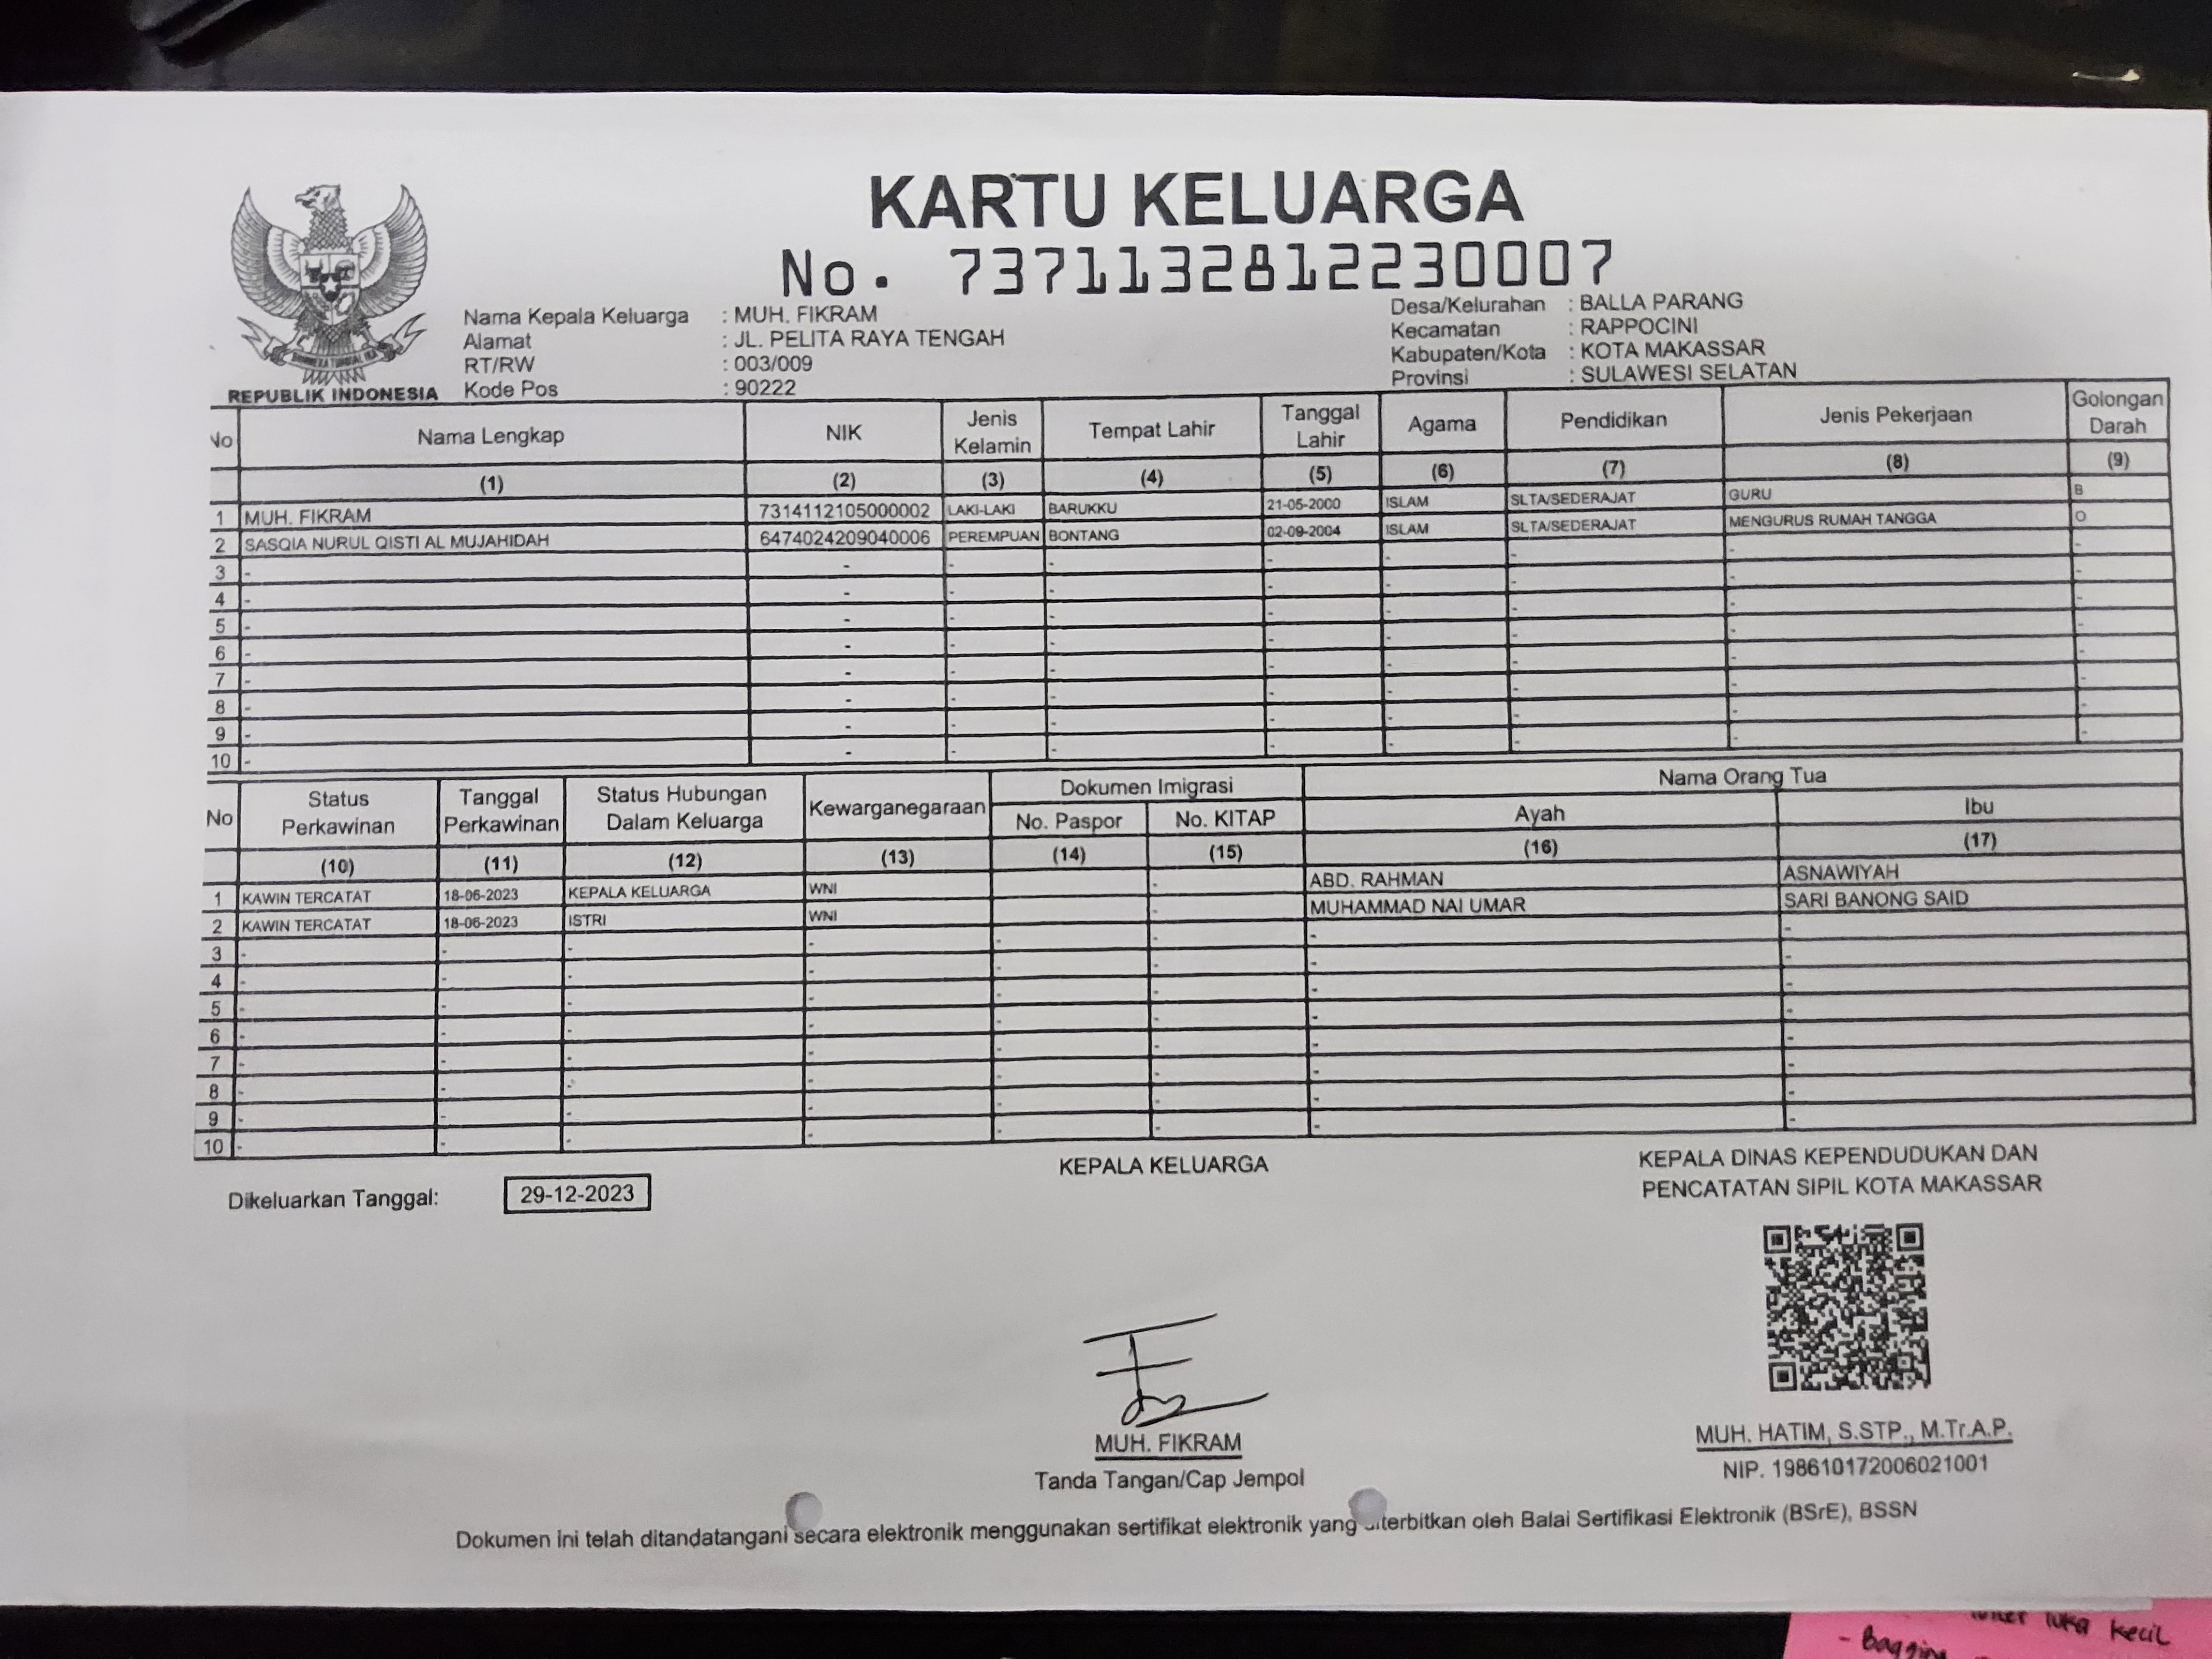 KARTU KELUARGA
No. 7371132812230007
REPUBLIK INDONESIA
Nama Kepala Keluarga : MUH. FIKRAM
Alamat : JL. PELITA RAYA TENGAH
RT/RW : 003/009
Kode Pos : 90222
Desa/Kelurahan : BALLA PARANG
Kecamatan : RAPPOCINI
Kabupaten/Kota : KOTA MAKASSAR
Provinsi : SULAWESI SELATAN
No Nama Lengkap NIK Jenis Kelamin Tempat Lahir Tanggal Lahir Agama Pendidikan Jenis Pekerjaan Golongan Darah
(1) (2) (3) (4) (5) (6) (7) (8) (9)
1 MUH. FIKRAM 7314112105000002 LAKI-LAKI BARUKKU 21-05-2000 ISLAM SLTA/SEDERAJAT GURU B
2 SASQIA NURUL QISTI AL MUJAHIDAH 6474024209040006 PEREMPUAN BONTANG 02-09-2004 ISLAM SLTA/SEDERAJAT MENGURUS RUMAH TANGGA O
3 - - - - - - - - -
4 - - - - - - - - -
5 - - - - - - - - -
6 - - - - - - - - -
7 - - - - - - - - -
8 - - - - - - - - -
9 - - - - - - - - -
10 - - - - - - - - -
No Status Perkawinan Tanggal Perkawinan Status Hubungan Dalam Keluarga Kewarganegaraan Dokumen Imigrasi Nama Orang Tua
No. Paspor No. KITAP Ayah Ibu
(10) (11) (12) (13) (14) (15) (16) (17)
1 KAWIN TERCATAT 18-06-2023 KEPALA KELUARGA WNI - ABD. RAHMAN ASNAWIYAH
2 KAWIN TERCATAT 18-06-2023 ISTRI WNI - MUHAMMAD NAI UMAR SARI BANONG SAID
3 - - - - - - - -
4 - - - - - - - -
5 - - - - - - - -
6 - - - - - - - -
7 - - - - - - - -
8 - - - - - - - -
9 - - - - - - - -
10 - - - - - - - -
Dikeluarkan Tanggal: 29-12-2023
KEPALA KELUARGA
MUH. FIKRAM
Tanda Tangan/Cap Jempol
KEPALA DINAS KEPENDUDUKAN DAN
PENCATATAN SIPIL KOTA MAKASSAR
MUH. HATIM, S.STP., M.Tr.A.P.
NIP. 198610172006021001
Dokumen ini telah ditandatangani secara elektronik menggunakan sertifikat elektronik yang diterbitkan oleh Balai Sertifikasi Elektronik (BSrE), BSSN
luka kecil
- Bagging